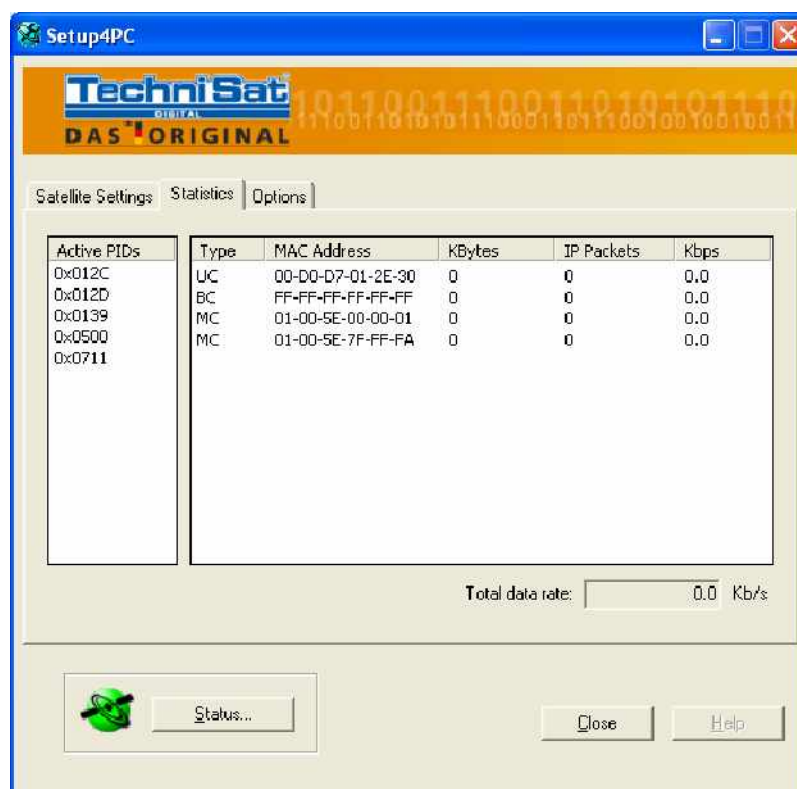 Setup4PC
TechniSat
DIGITAL
DAS ORIGINAL
Satellite Settings Statistics Options
Active PIDs Type MAC Address KBytes IP Packets Kbps
0x012C UC 00-D0-D7-01-2E-30 0 0 0.0
0x012D BC FF-FF-FF-FF-FF-FF 0 0 0.0
0x0139 MC 01-00-5E-00-00-01 0 0 0.0
0x0500 MC 01-00-5E-7F-FF-FA 0 0 0.0
0x0711
Total data rate: 0.0 Kb/s
Status...
Close Help